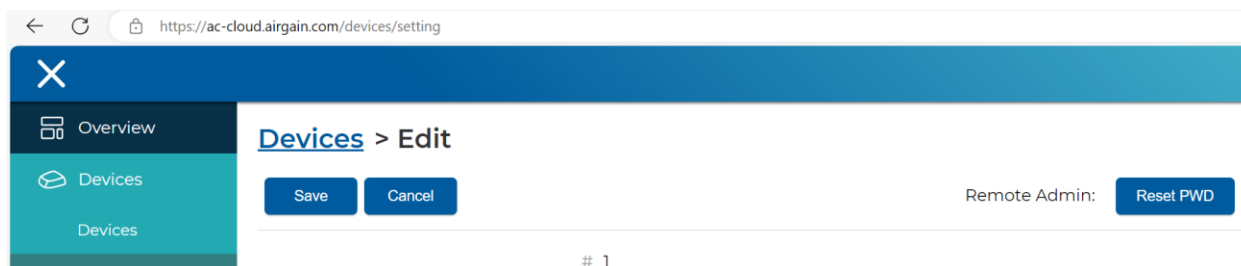 https://ac-cloud.airgain.com/devices/setting
Overview
Devices > Edit
Devices
Save Cancel Remote Admin: Reset PWD
Devices
# 1